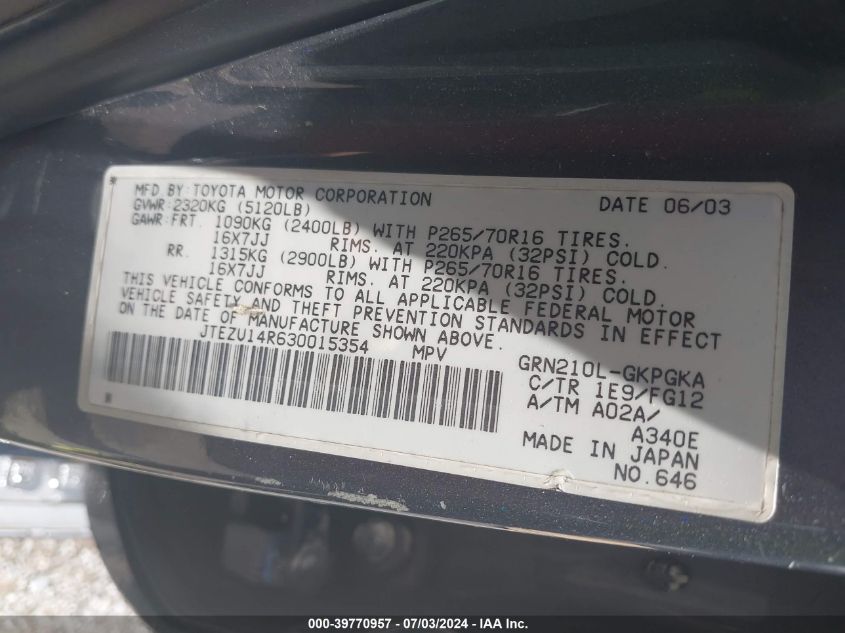 MFD.BY:TOYOTA MOTOR CORPORATION DATE 06/03
GVWR:2320KG (5120LB)
GAWR:FRT. 1090KG (2400LB) WITH P265/70R16 TIRES.
16X7JJ RIMS. AT 220KPA (32PSI) COLD.
RR. 1315KG (2900LB) WITH P265/70R16 TIRES.
16X7JJ RIMS. AT 220KPA (32PSI) COLD.
THIS VEHICLE CONFORMS TO ALL APPLICABLE FEDERAL MOTOR
VEHICLE SAFETY AND THEFT PREVENTION STANDARDS IN EFFECT
ON THE DATE OF MANUFACTURE SHOWN ABOVE.
JTEZU14R630015354 MPV
GRN210L-GKPGKA
C/TR 1E9/FG12
A/TM A02A/
A340E
MADE IN JAPAN
NO.646
000-39770957 - 07/03/2024 - IAA Inc.